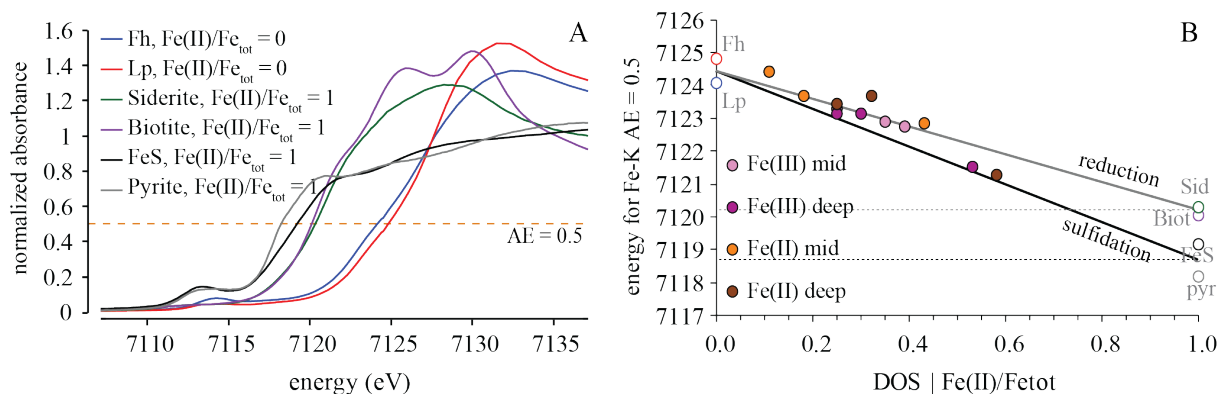 A
1.6
1.4
1.2
1
0.8
0.6
0.4
0.2
0
normalized absorbance
Fh, Fe(II)/Fetot = 0
Lp, Fe(II)/Fetot = 0
Siderite, Fe(II)/Fetot = 1
Biotite, Fe(II)/Fetot = 1
FeS, Fe(II)/Fetot = 1
Pyrite, Fe(II)/Fetot = 1
AE = 0.5
7110 7115 7120 7125 7130 7135
energy (eV)
B
7126
7125
7124
7123
7122
7121
7120
7119
7118
7117
energy for Fe-K AE = 0.5
Fh
Lp
Fe(III) mid
Fe(III) deep
Fe(II) mid
Fe(II) deep
reduction
sulfidation
Sid
Biot
FeS
pyr
0.0 0.2 0.4 0.6 0.8 1.0
DOS | Fe(II)/Fetot